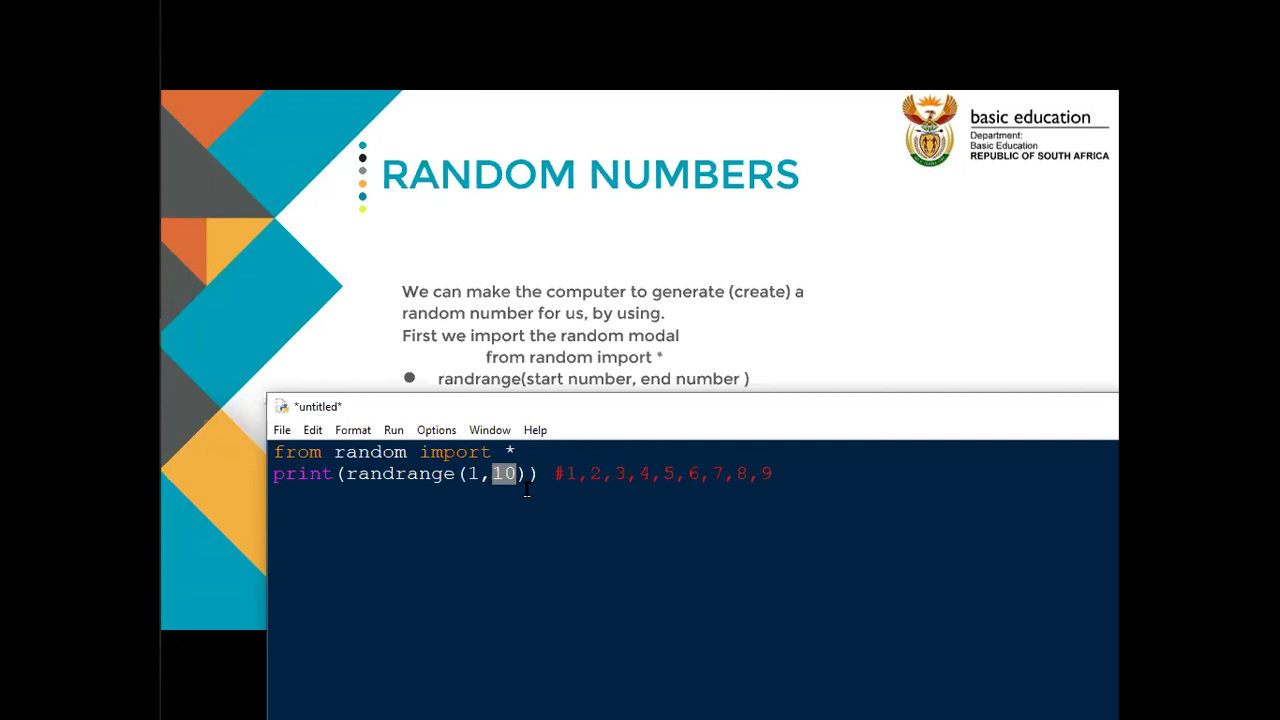 basic education
Department:
Basic Education
REPUBLIC OF SOUTH AFRICA
RANDOM NUMBERS
We can make the computer to generate (create) a
random number for us, by using.
First we import the random modal
from random import *
● randrange(start number, end number )
*untitled*
File Edit Format Run Options Window Help
from random import *
print(randrange(1,10)) #1,2,3,4,5,6,7,8,9